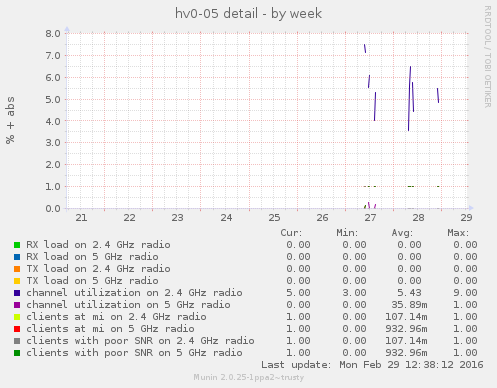 hv0-05 detail - by week
RRDTOOL / TOBI OETIKER
% + abs
8.0
7.0
6.0
5.0
4.0
3.0
2.0
1.0
0.0
21 22 23 24 25 26 27 28 29
Cur: Min: Avg: Max:
RX load on 2.4 GHz radio 0.00 0.00 0.00 0.00
RX load on 5 GHz radio 0.00 0.00 0.00 0.00
TX load on 2.4 GHz radio 0.00 0.00 0.00 0.00
TX load on 5 GHz radio 0.00 0.00 0.00 0.00
channel utilization on 2.4 GHz radio 5.00 3.00 5.43 9.00
channel utilization on 5 GHz radio 0.00 0.00 35.89m 1.00
clients at mi on 2.4 GHz radio 1.00 0.00 107.14m 1.00
clients at mi on 5 GHz radio 1.00 0.00 932.96m 1.00
clients with poor SNR on 2.4 GHz radio 1.00 0.00 107.14m 1.00
clients with poor SNR on 5 GHz radio 1.00 0.00 932.96m 1.00
Last update: Mon Feb 29 12:38:12 2016
Munin 2.0.25-1ppa2~trusty